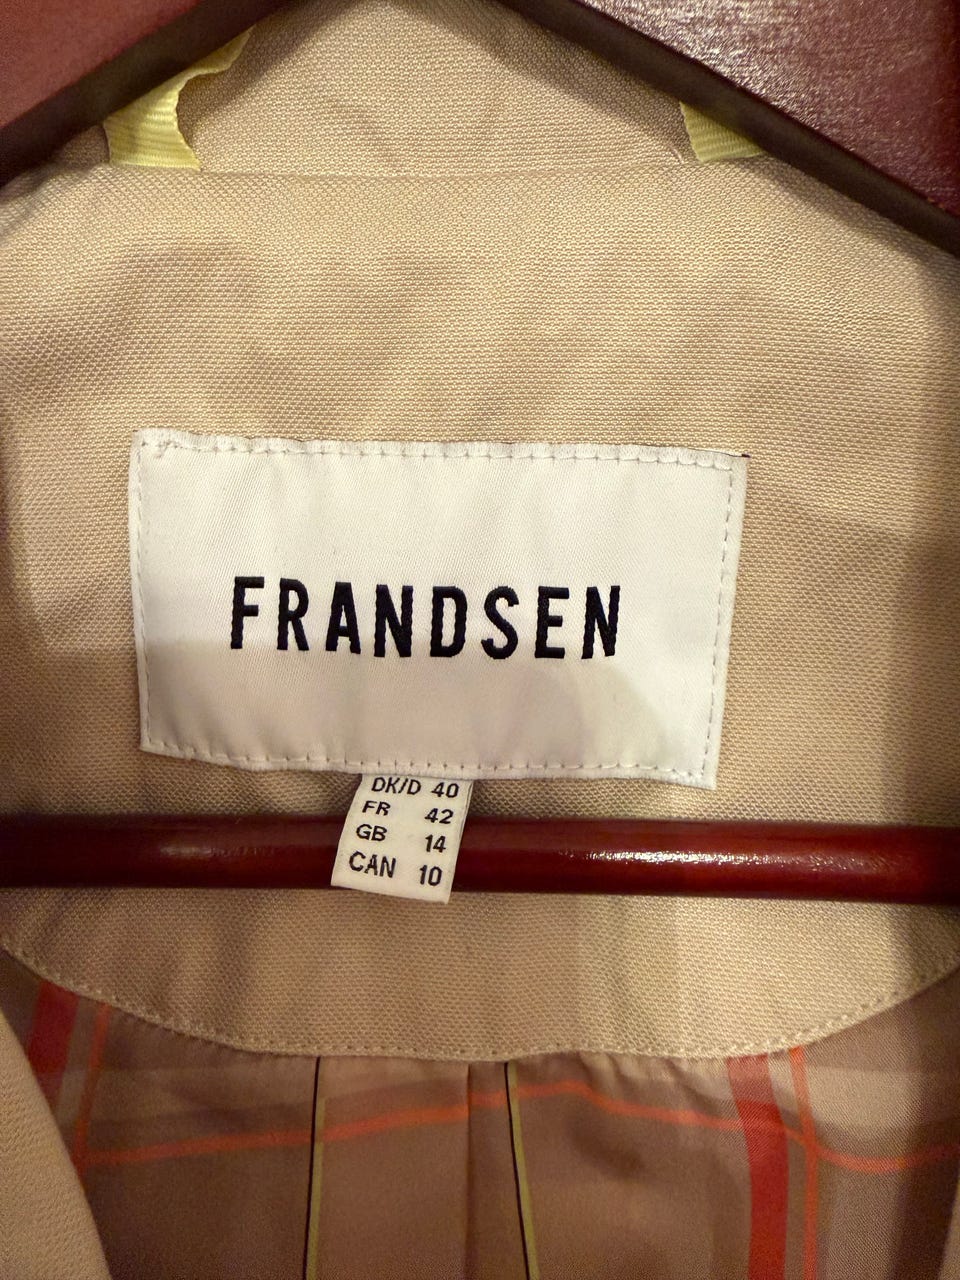 FRANDSEN
DK/D 40
FR 42
GB 14
CAN 10